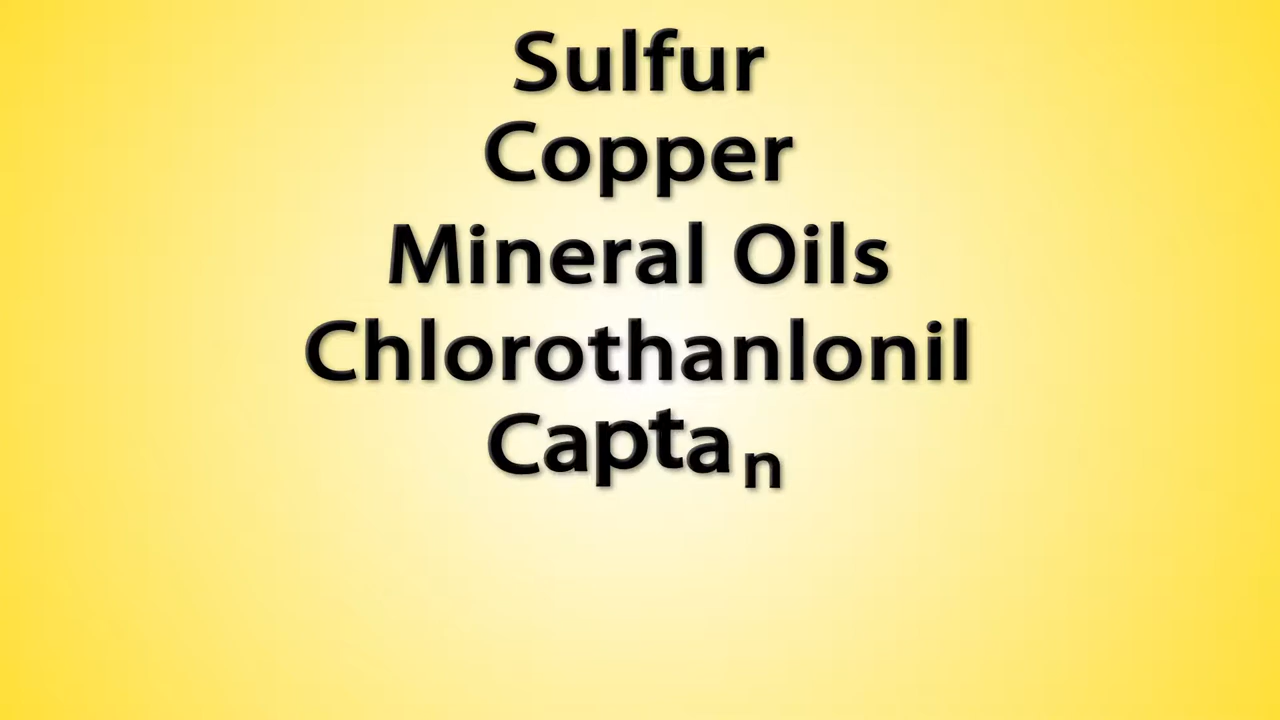 Sulfur
Copper
Mineral Oils
Chlorothanlonil
Captan